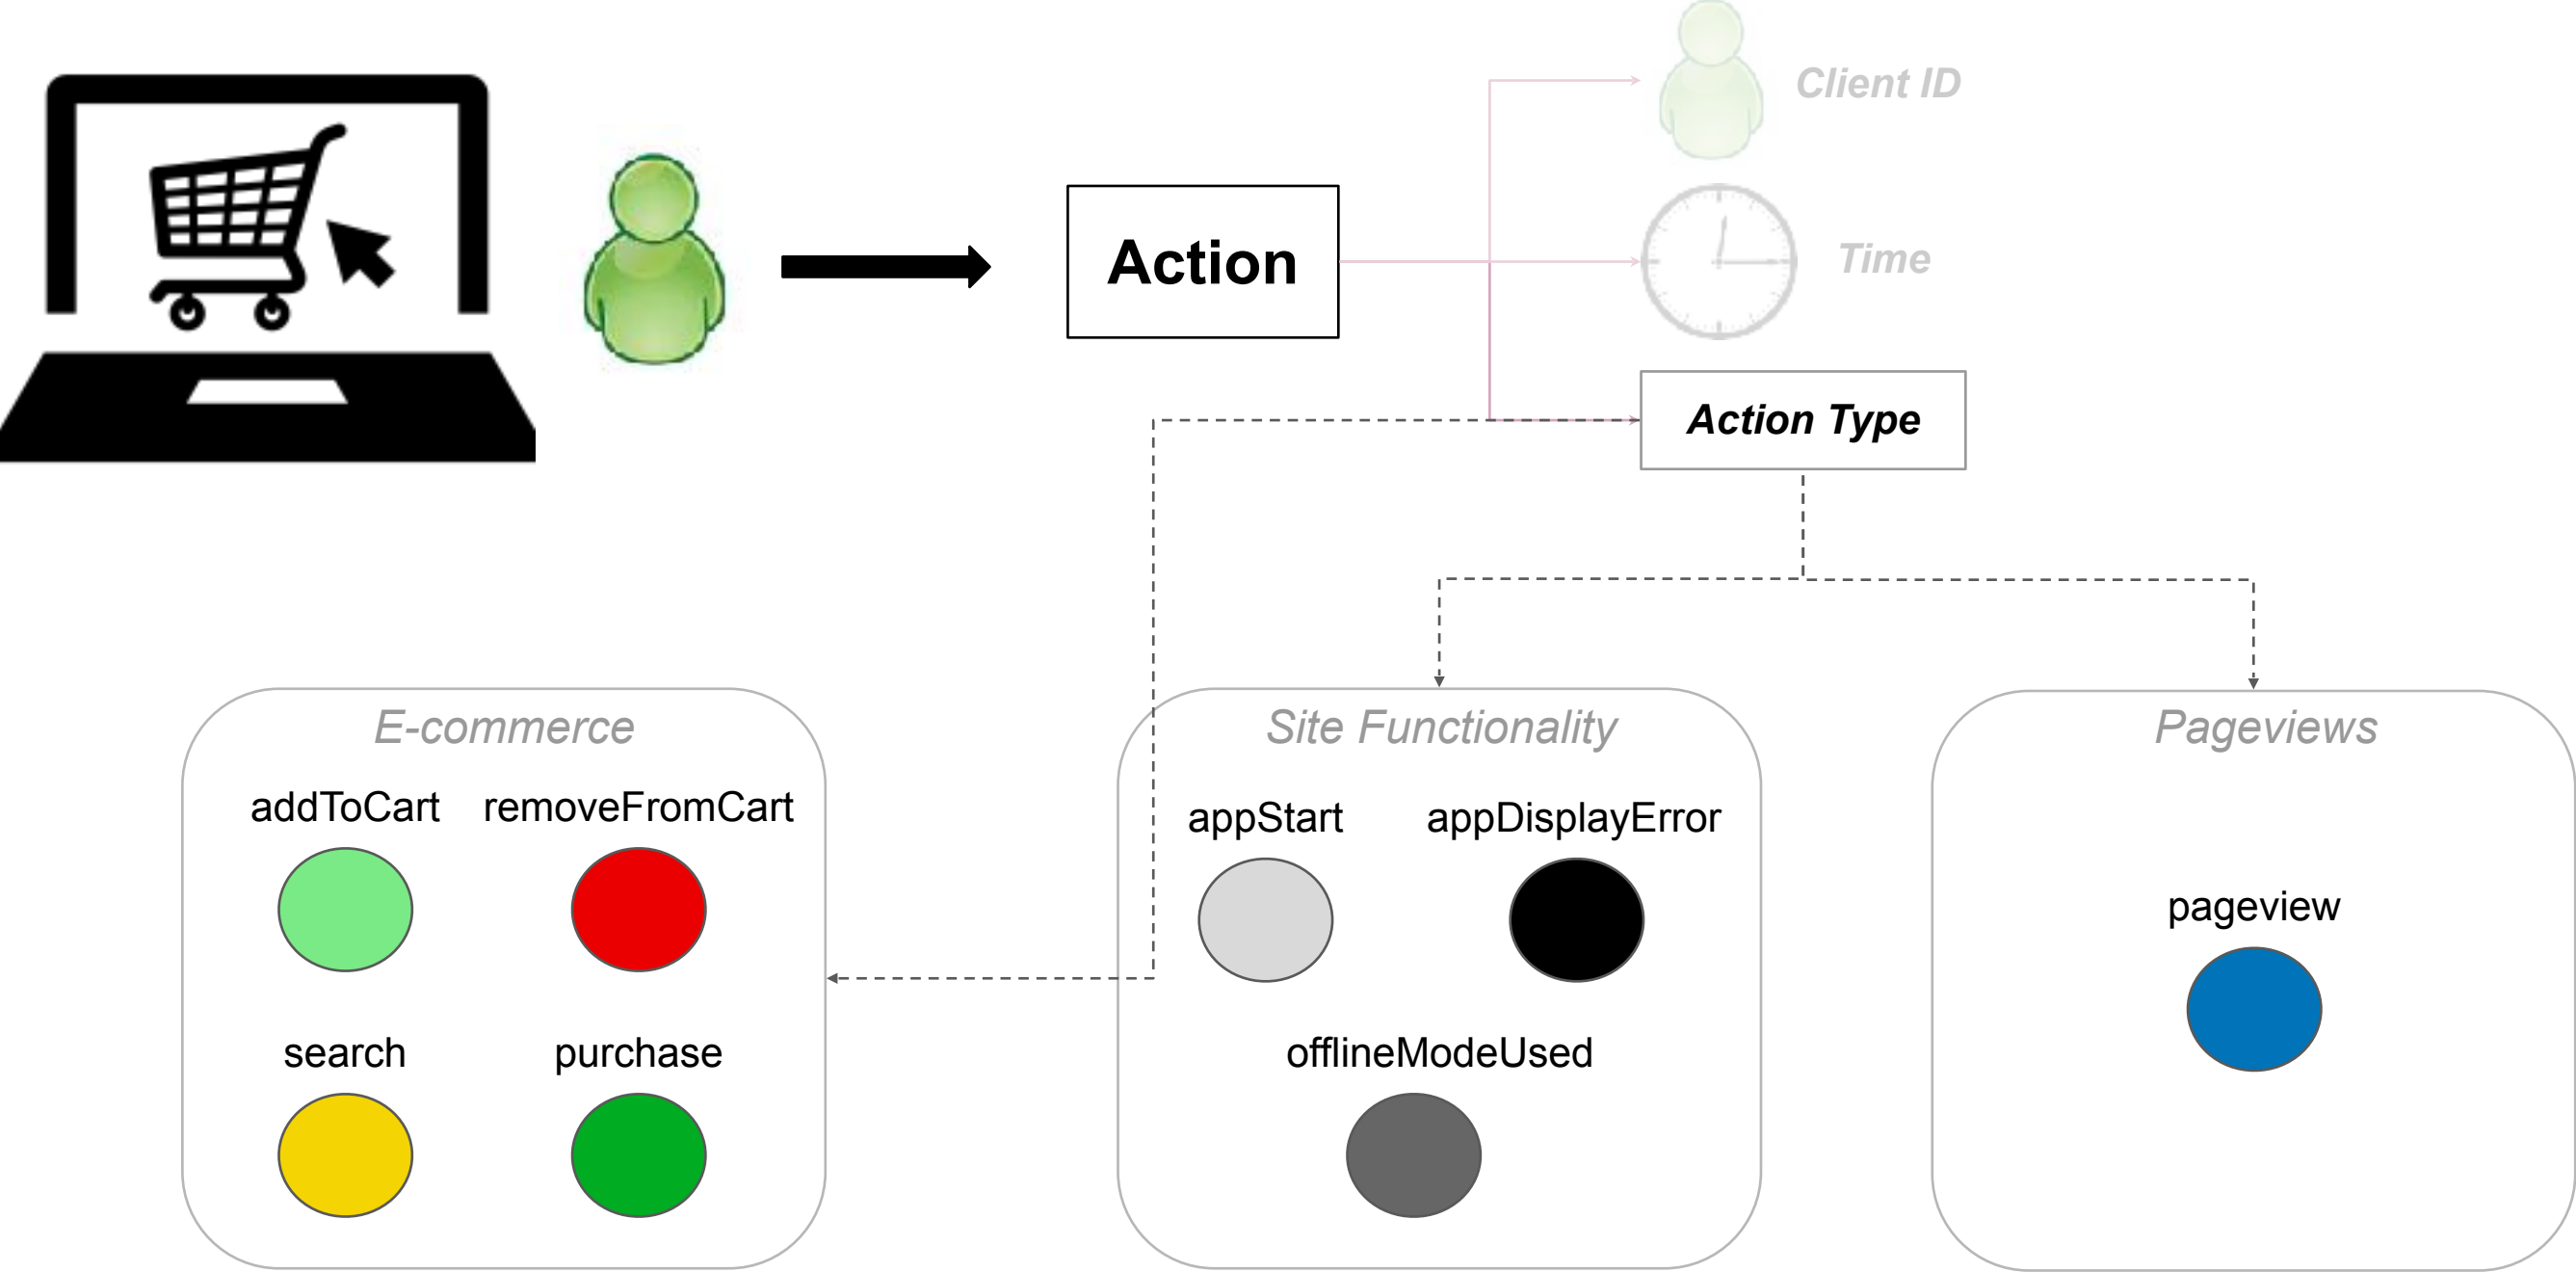 Client ID
Action
Time
Action Type
E-commerce
addToCart
removeFromCart
search
purchase
Site Functionality
appStart
appDisplayError
offlineModeUsed
Pageviews
pageview